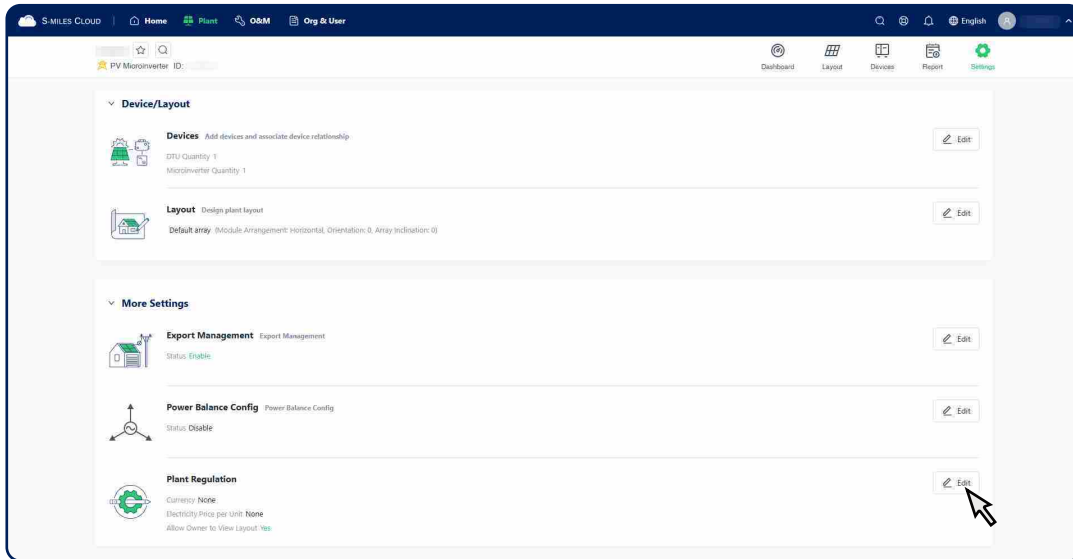 S-MILES CLOUD | Home Plant O&M Org & User English
PV Microinverter ID:
Dashboard Layout Devices Report Settings
Device/Layout
Devices Add devices and associate device relationship
Edit
DTU Quantity 1
Microinverter Quantity 1
Layout Design plant layout
Edit
Default array (Module Arrangement: Horizontal, Orientation: 0, Array Inclination: 0)
More Settings
Export Management Export Management
Edit
Status Enable
Power Balance Config Power Balance Config
Edit
Status Disable
Plant Regulation
Edit
Currency None
Electricity Price per Unit None
Allow Owner to View Layout Yes